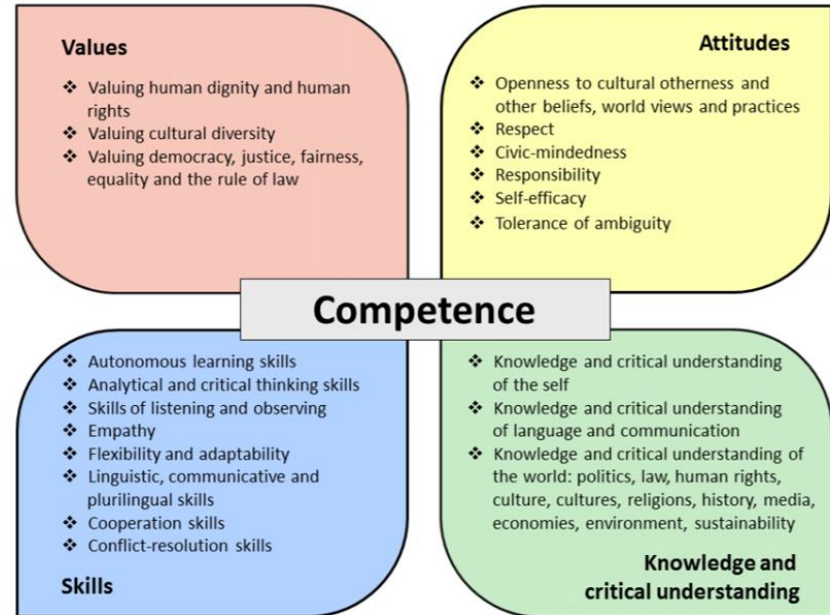 Values
❖ Valuing human dignity and human
rights
❖ Valuing cultural diversity
❖ Valuing democracy, justice, fairness,
equality and the rule of law
Attitudes
❖ Openness to cultural otherness and
other beliefs, world views and practices
❖ Respect
❖ Civic-mindedness
❖ Responsibility
❖ Self-efficacy
❖ Tolerance of ambiguity
Competence
❖ Autonomous learning skills
❖ Analytical and critical thinking skills
❖ Skills of listening and observing
❖ Empathy
❖ Flexibility and adaptability
❖ Linguistic, communicative and
plurilingual skills
❖ Cooperation skills
❖ Conflict-resolution skills
Skills
❖ Knowledge and critical understanding
of the self
❖ Knowledge and critical understanding
of language and communication
❖ Knowledge and critical understanding of
the world: politics, law, human rights,
culture, cultures, religions, history, media,
economies, environment, sustainability
Knowledge and
critical understanding